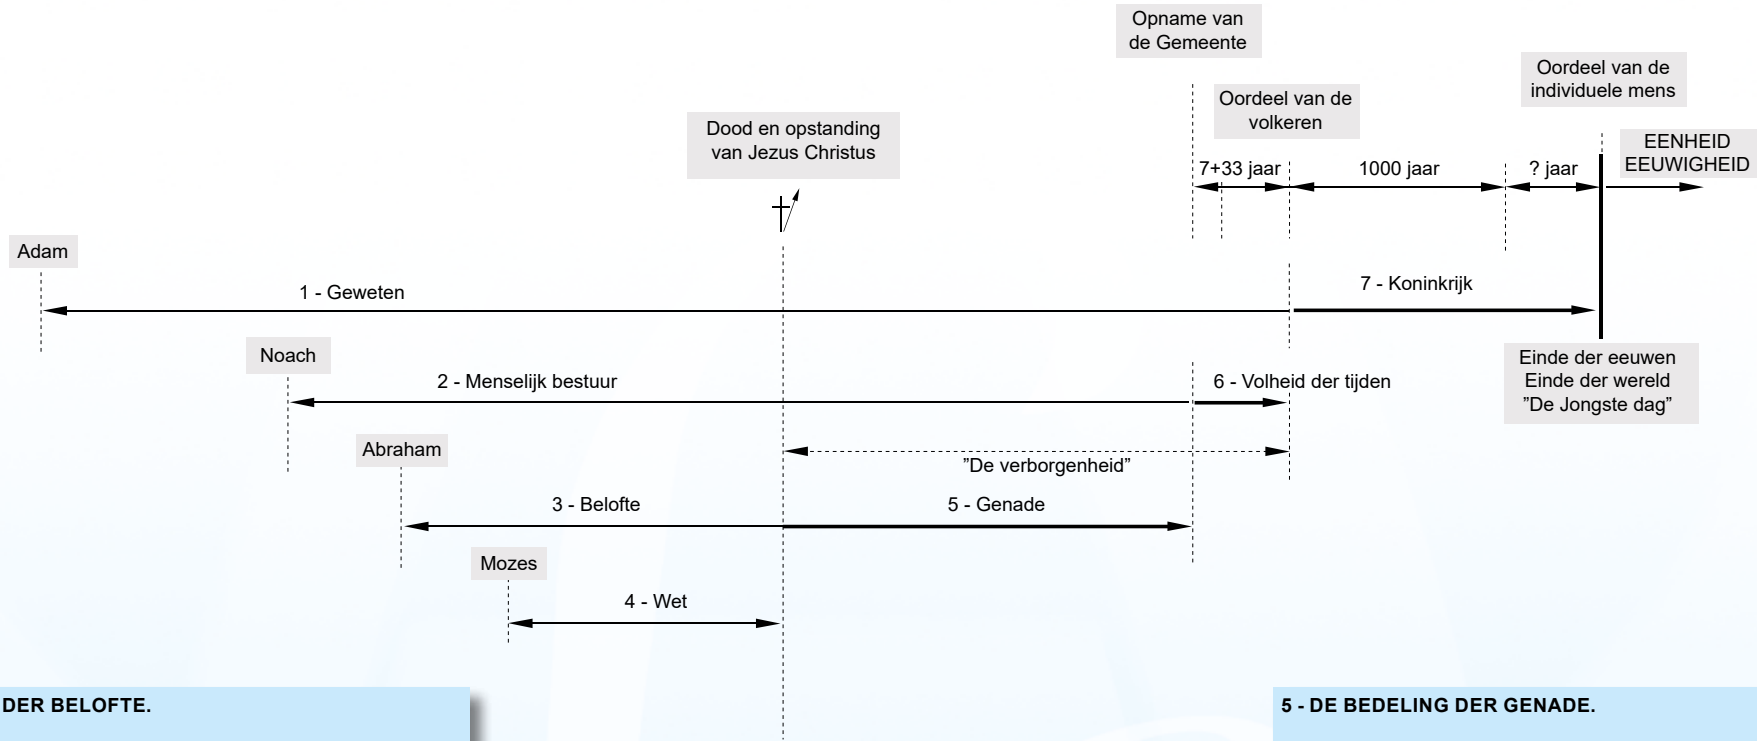 Opname van
de Gemeente
Oordeel van de
individuele mens
Oordeel van de
volkeren
Dood en opstanding
van Jezus Christus
EENHEID
EEUWIGHEID
7+33 jaar
1000 jaar
? jaar
Adam
1 - Geweten
7 - Koninkrijk
Noach
2 - Menselijk bestuur
6 - Volheid der tijden
Einde der eeuwen
Einde der wereld
”De Jongste dag”
Abraham
”De verborgenheid”
3 - Belofte
5 - Genade
Mozes
4 - Wet
DER BELOFTE.
5 - DE BEDELING DER GENADE.